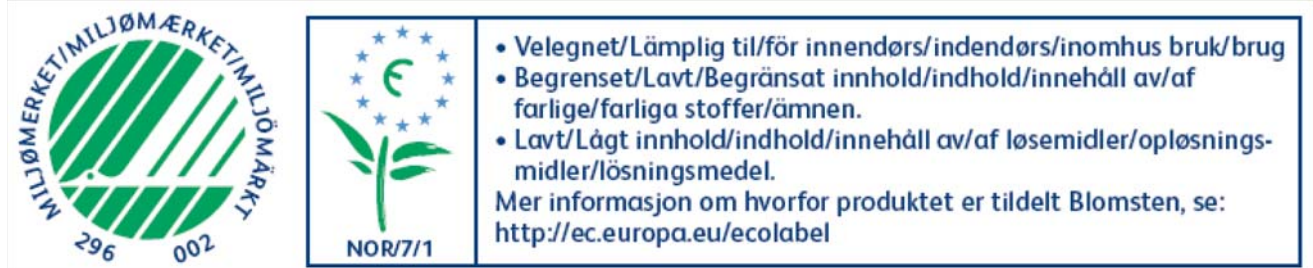 MILJØMERKET/MILJØMÆRKET/MILJÖMÄRKT
296 002
NOR/7/1
• Velegnet/Lämplig til/för innendørs/indendørs/inomhus bruk/brug
• Begrenset/Lavt/Begränsat innhold/indhold/innehåll av/af
farlige/farliga stoffer/ämnen.
• Lavt/Lågt innhold/indhold/innehåll av/af løsemidler/opløsnings-
midler/lösningsmedel.
Mer informasjon om hvorfor produktet er tildelt Blomsten, se:
http://ec.europa.eu/ecolabel